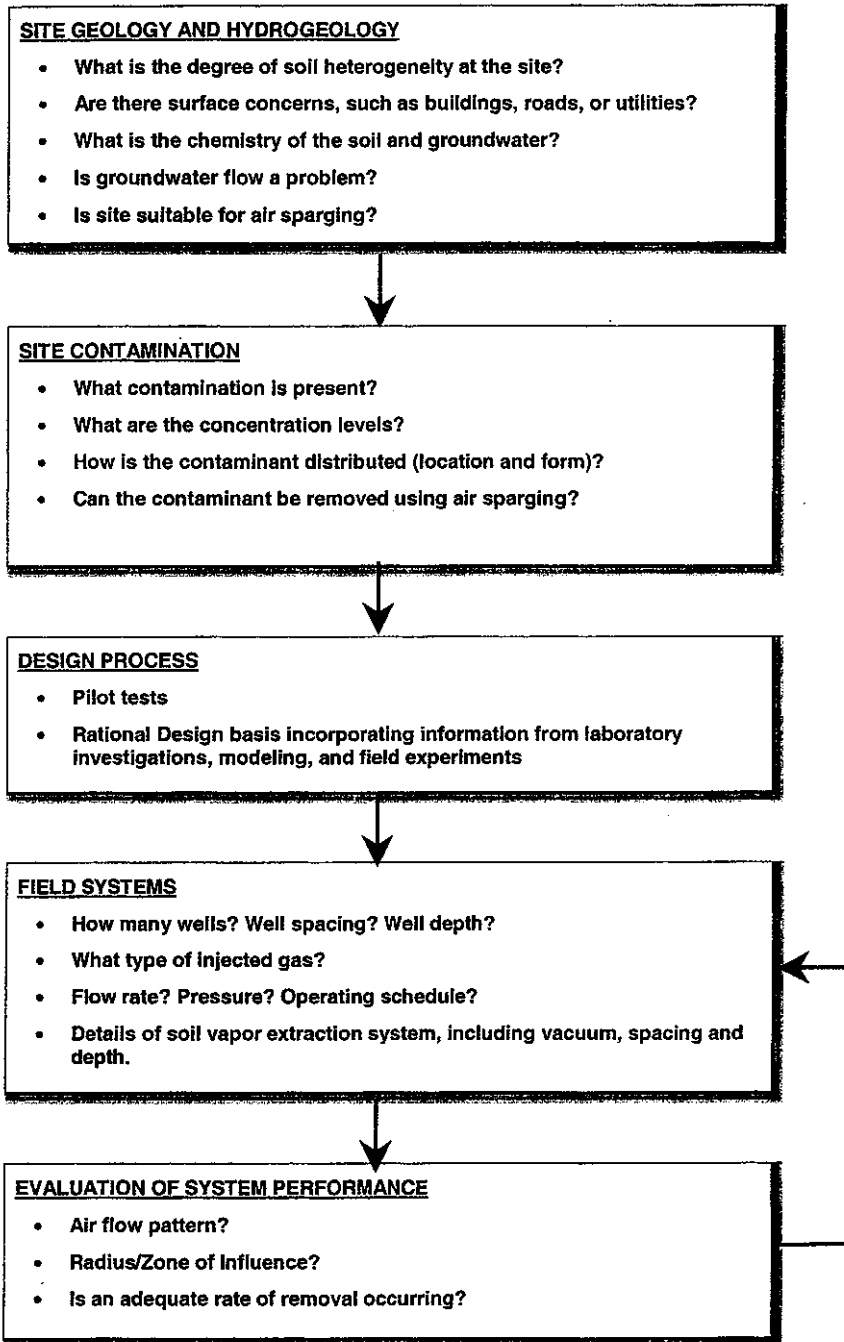 SITE GEOLOGY AND HYDROGEOLOGY
• What is the degree of soil heterogeneity at the site?
• Are there surface concerns, such as buildings, roads, or utilities?
• What is the chemistry of the soil and groundwater?
• Is groundwater flow a problem?
• Is site suitable for air sparging?
SITE CONTAMINATION
• What contamination is present?
• What are the concentration levels?
• How is the contaminant distributed (location and form)?
• Can the contaminant be removed using air sparging?
DESIGN PROCESS
• Pilot tests
• Rational Design basis incorporating information from laboratory
investigations, modeling, and field experiments
FIELD SYSTEMS
• How many wells? Well spacing? Well depth?
• What type of injected gas?
• Flow rate? Pressure? Operating schedule?
• Details of soil vapor extraction system, including vacuum, spacing and
depth.
EVALUATION OF SYSTEM PERFORMANCE
• Air flow pattern?
• Radius/Zone of Influence?
• Is an adequate rate of removal occurring?